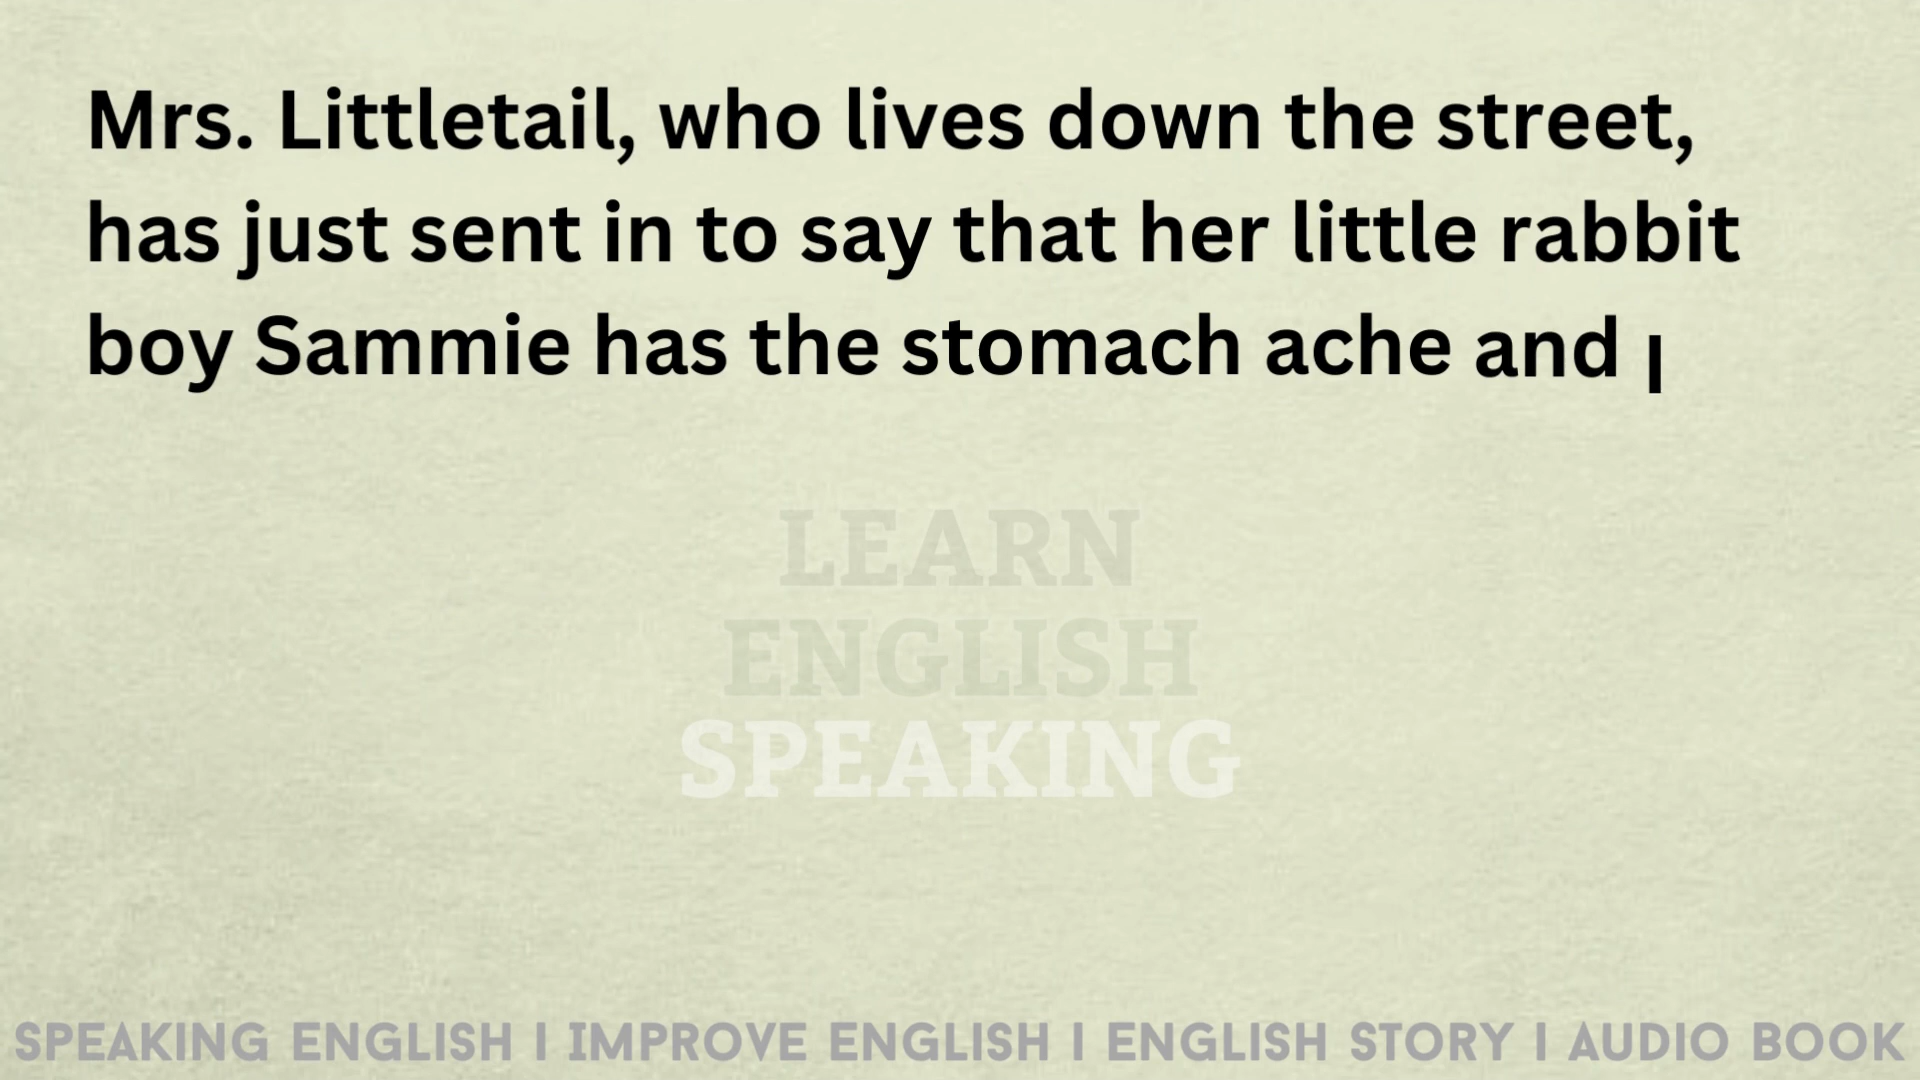 Mrs. Littletail, who lives down the street,
has just sent in to say that her little rabbit
boy Sammie has the stomach ache and I
LEARN
ENGLISH
SPEAKING
SPEAKING ENGLISH I IMPROVE ENGLISH I ENGLISH STORY I AUDIO BOOK